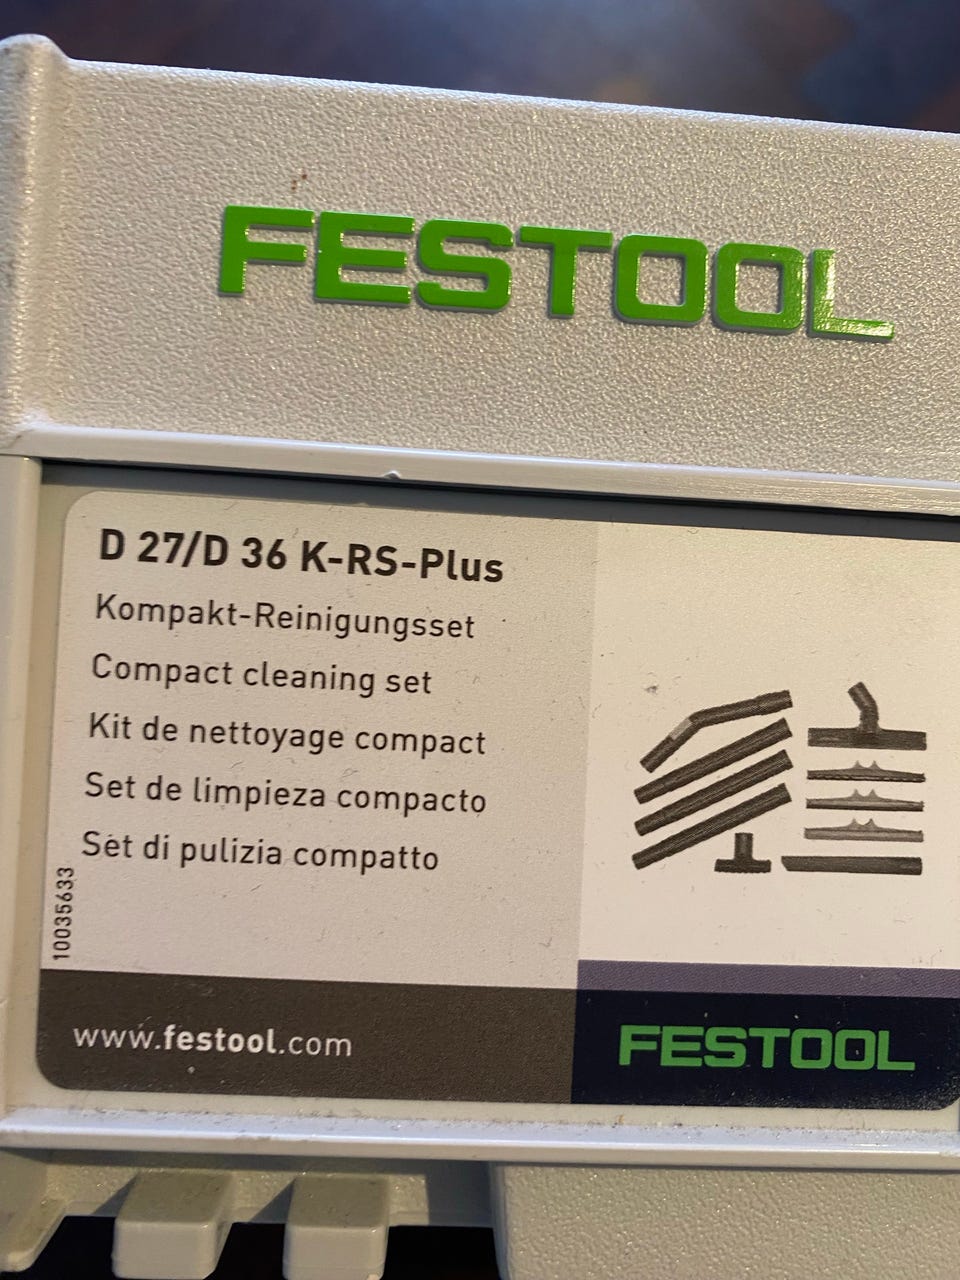 FESTOOL
D 27/D 36 K-RS-Plus
Kompakt-Reinigungsset
Compact cleaning set
Kit de nettoyage compact
Set de limpieza compacto
Set di pulizia compatto
10035633
www.festool.com
FESTOOL